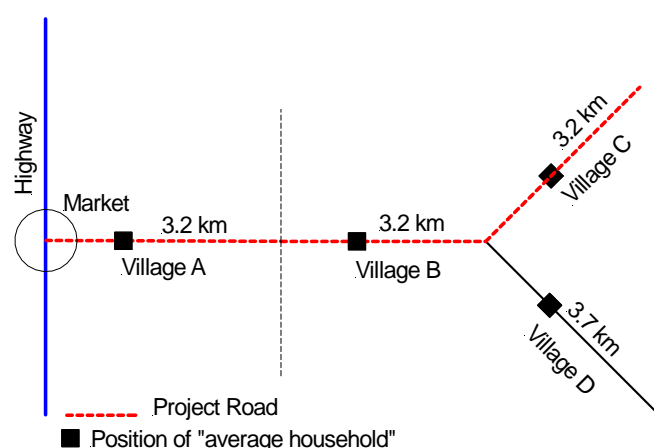 Highway
Market
3.2 km
Village A
3.2 km
Village B
3.2 km
Village C
3.7 km
Village D
Project Road
Position of "average household"